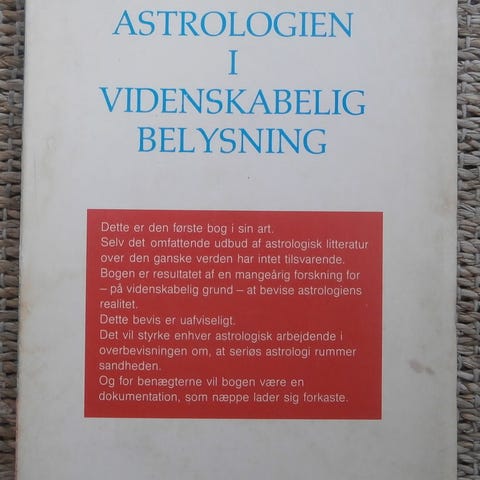 ASTROLOGIEN
I
VIDENSKABELIG
BELYSNING
Dette er den første bog i sin art.
Selv det omfattende udbud af astrologisk litteratur
over den ganske verden har intet tilsvarende.
Bogen er resultatet af en mangeårig forskning for
– på videnskabelig grund – at bevise astrologiens
realitet.
Dette bevis er uafviseligt.
Det vil styrke enhver astrologisk arbejdende i
overbevisningen om, at seriøs astrologi rummer
sandheden.
Og for benægterne vil bogen være en
dokumentation, som næppe lader sig forkaste.